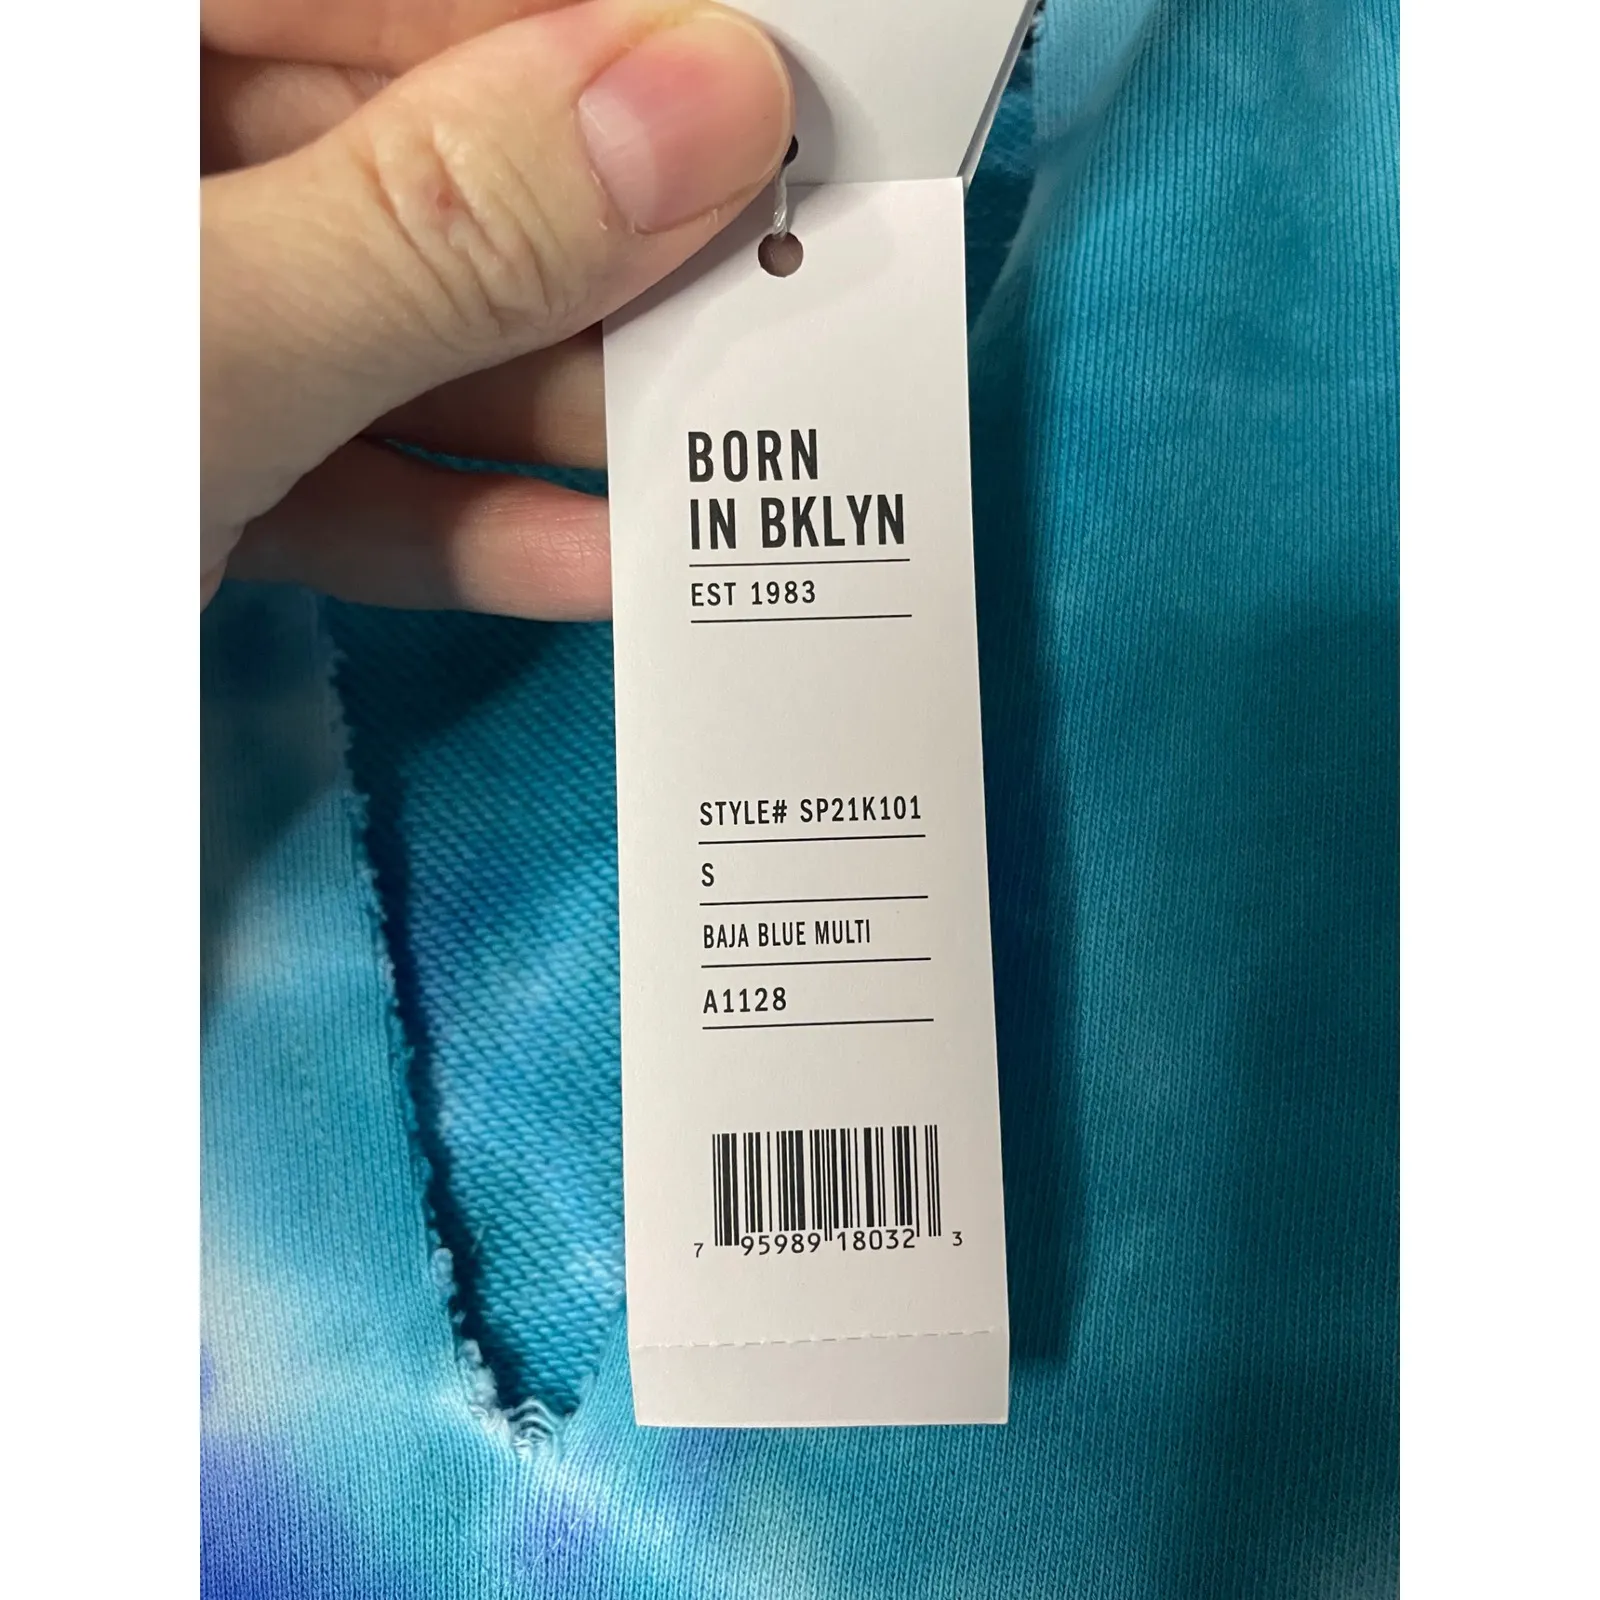 BORN
IN BKLYN
EST 1983
STYLE# SP21K101
S
BAJA BLUE MULTI
A1128
7 95989 18032 3